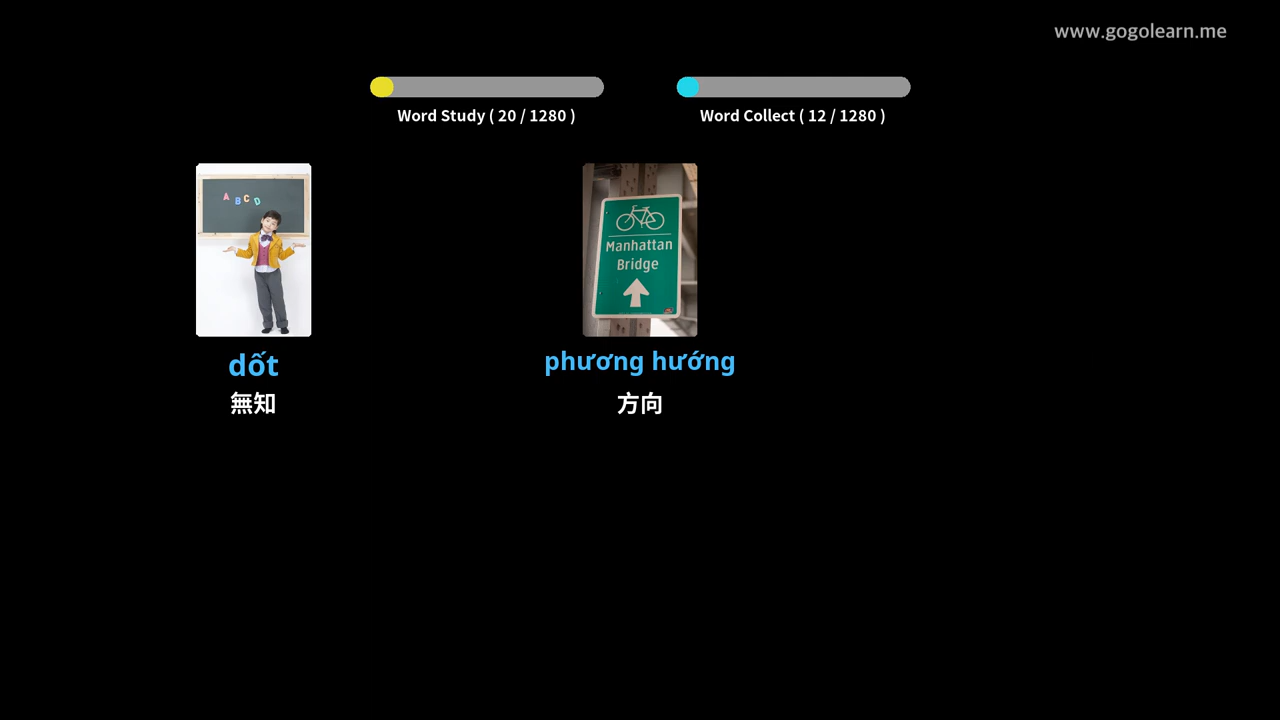 www.gogolearn.me
Word Study ( 20 / 1280 )
Word Collect ( 12 / 1280 )
A B C D
Manhattan
Bridge
dốt
phương hướng
無知
方向